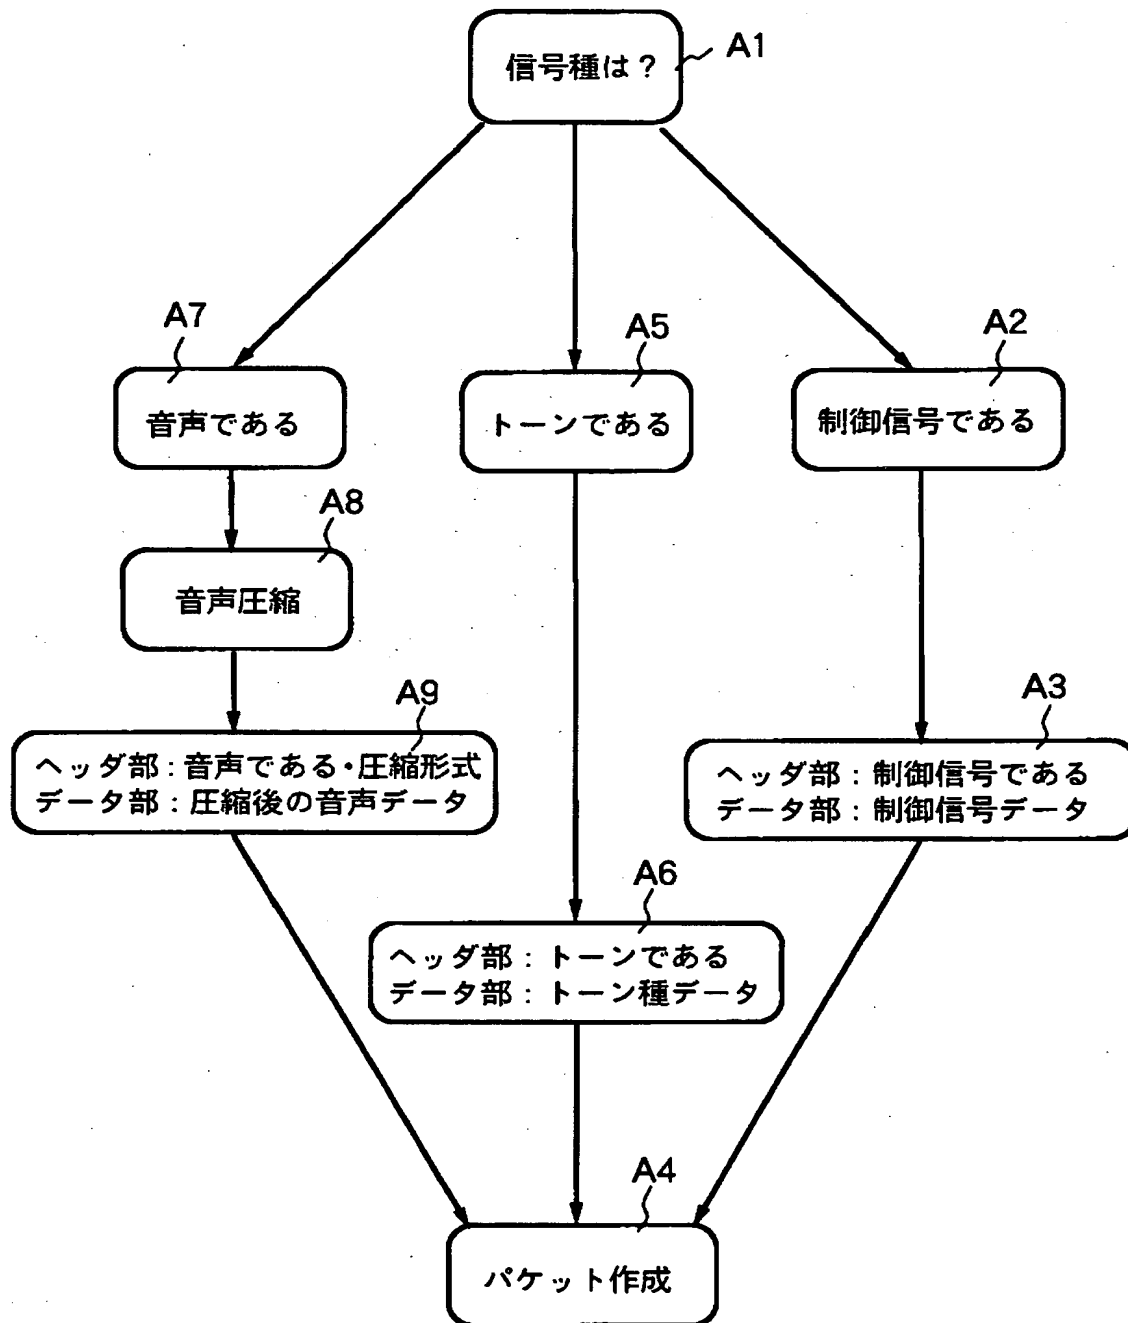 信号種は？
A1
A7
A5
A2
音声である
トーンである
制御信号である
A8
音声圧縮
A9
A3
ヘッダ部：音声である・圧縮形式
データ部：圧縮後の音声データ
ヘッダ部：制御信号である
データ部：制御信号データ
A6
ヘッダ部：トーンである
データ部：トーン種データ
A4
パケット作成